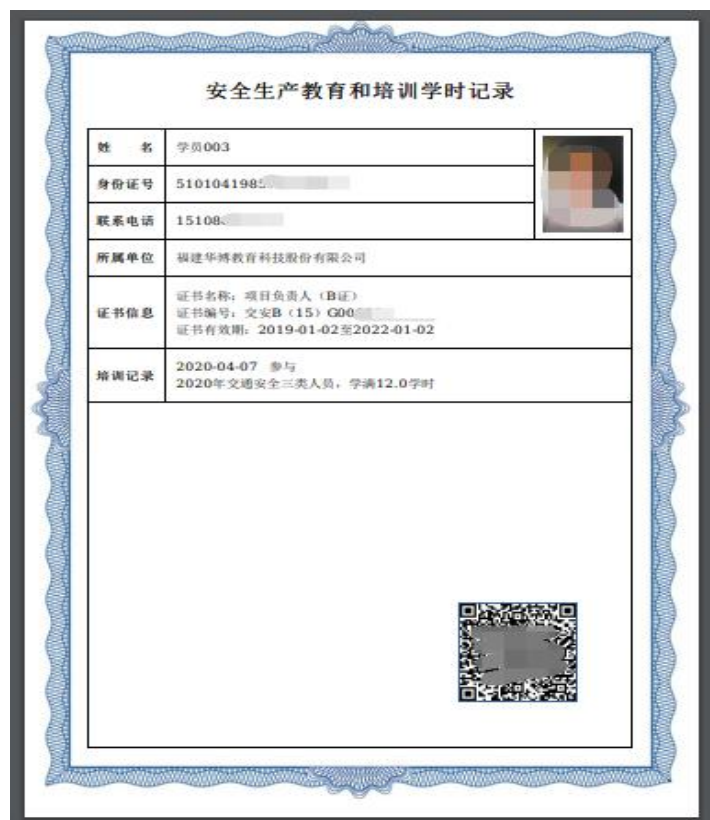 安全生产教育和培训学时记录
姓 名 学员003
身份证号 510104198
联系电话 15108
所属单位 福建华博教育科技股份有限公司
证书信息
证书名称：项目负责人（B证）
证书编号：交安B（15）G00
证书有效期：2019-01-02至2022-01-02
培训记录
2020-04-07 参与
2020年交通安全三类人员，学满12.0学时